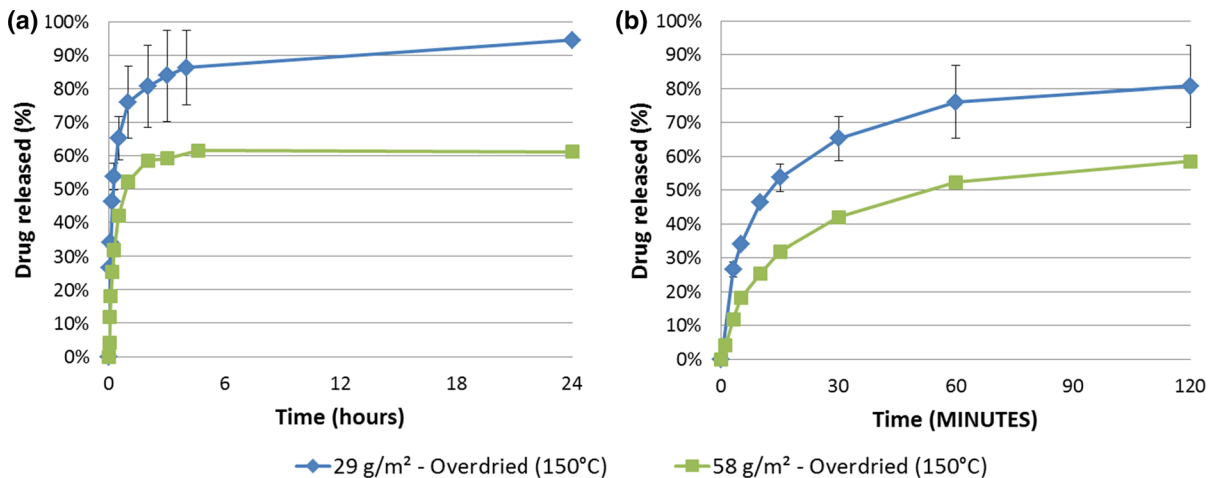 (a)
100%
90%
80%
70%
60%
50%
40%
30%
20%
10%
0%
Drug released (%)
0 6 12 18 24
Time (hours)
(b)
100%
90%
80%
70%
60%
50%
40%
30%
20%
10%
0%
Drug released (%)
0 30 60 90 120
Time (MINUTES)
29 g/m² - Overdried (150°C) 58 g/m² - Overdried (150°C)